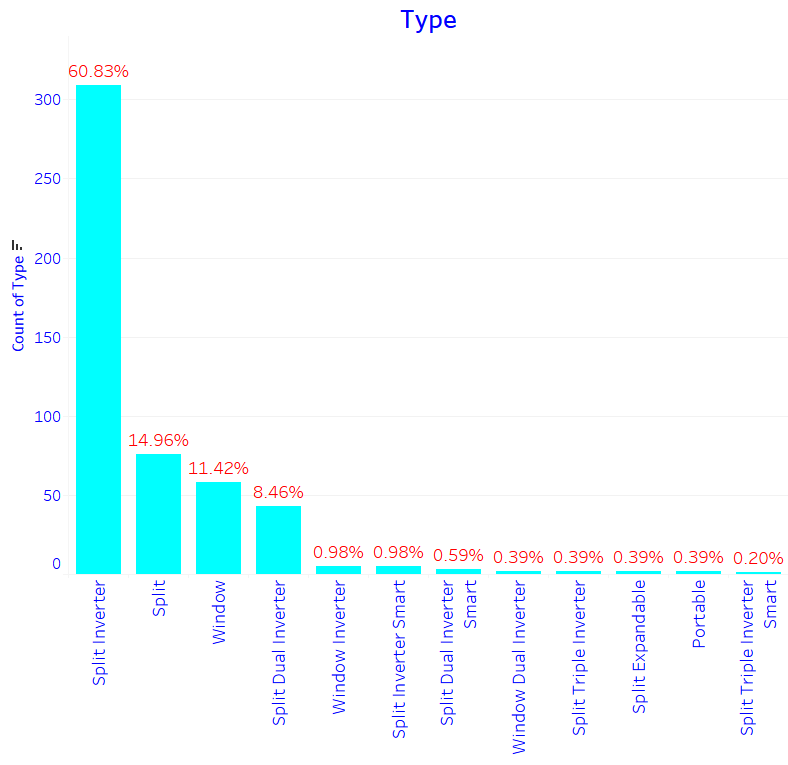 Type
60.83%
300
250
200
150
100
50
0
Count of Type
14.96%
11.42%
8.46%
0.98%
0.98%
0.59%
0.39%
0.39%
0.39%
0.39%
0.20%
Split Inverter
Split
Window
Split Dual Inverter
Window Inverter
Split Inverter Smart
Split Dual Inverter
Smart
Window Dual Inverter
Split Triple Inverter
Split Expandable
Portable
Split Triple Inverter
Smart